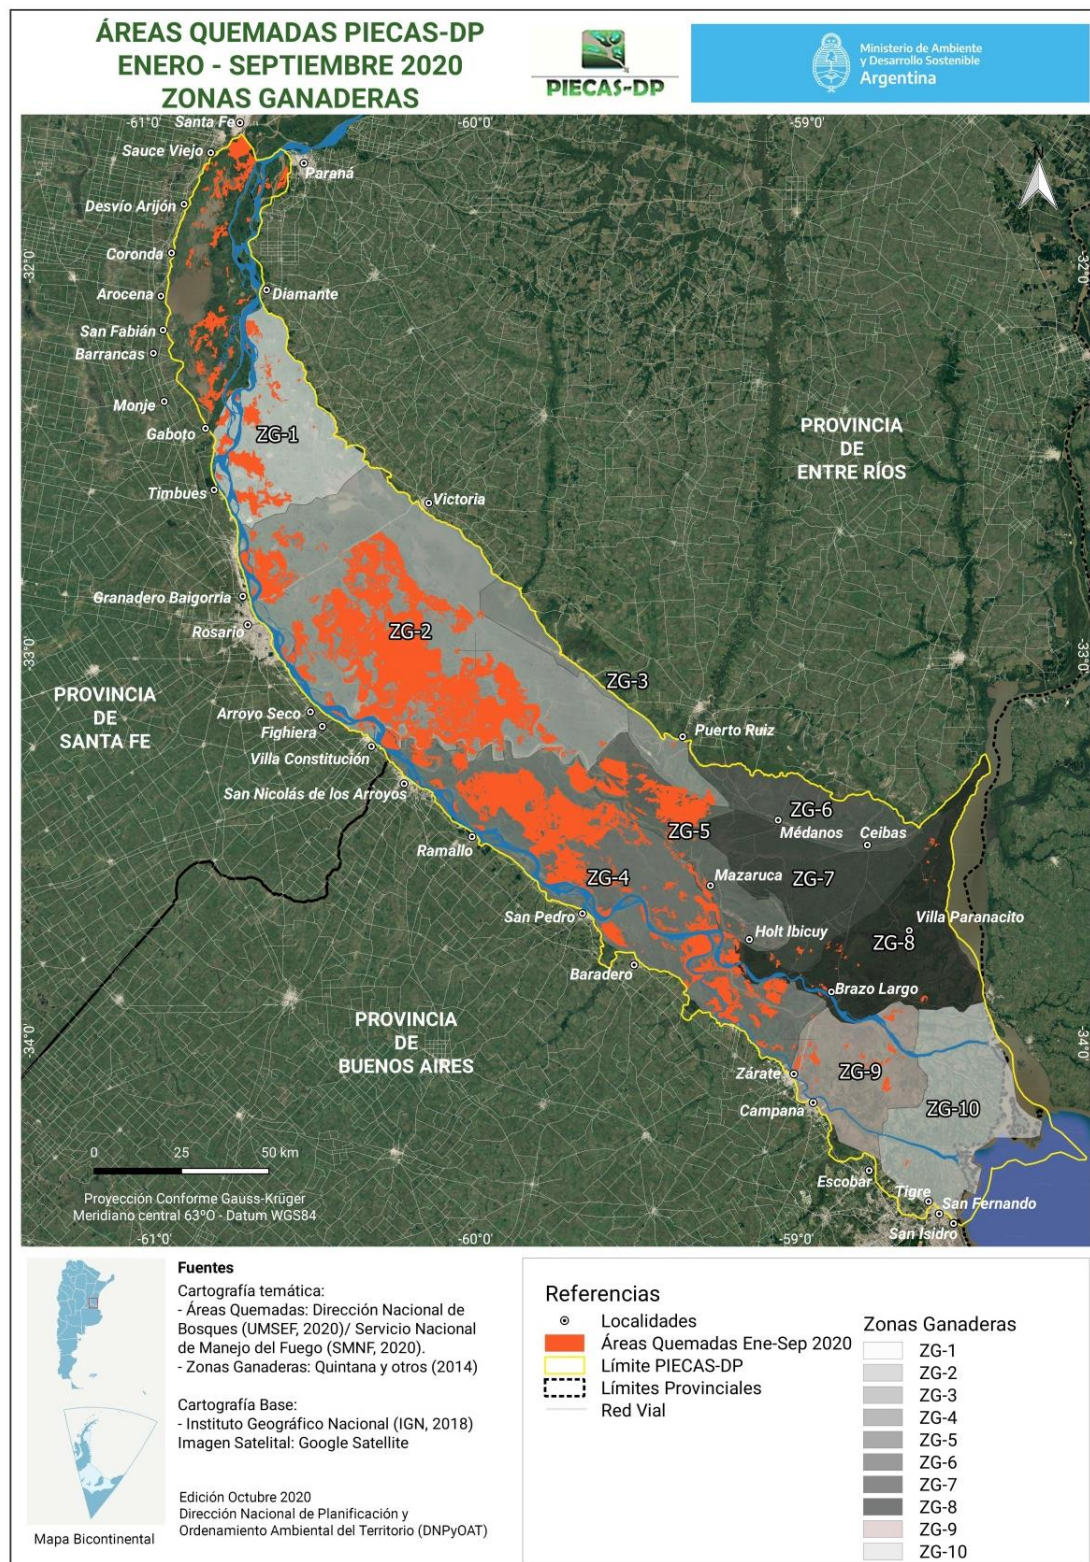 ÁREAS QUEMADAS PIECAS-DP
ENERO - SEPTIEMBRE 2020
ZONAS GANADERAS
PIECAS-DP
Ministerio de Ambiente
y Desarrollo Sostenible
Argentina
-61°0'
-60°0'
-59°0'
Santa Fe
Sauce Viejo
Paraná
N
Desvío Arijón
Coronda
-32°0'
-32°0'
Arocena
Diamante
San Fabián
Barrancas
Monje
Gaboto
ZG-1
PROVINCIA
DE
ENTRE RÍOS
Timbues
Victoria
Granadero Baigorria
Rosario
ZG-2
-33°0'
-33°0'
ZG-3
PROVINCIA
DE
SANTA FE
Arroyo Seco
Fighiera
Villa Constitución
Puerto Ruiz
San Nicolás de los Arroyos
ZG-6
Médanos
Ceibas
Ramallo
ZG-5
ZG-4
Mazaruca
ZG-7
San Pedro
Villa Paranacito
Holt Ibicuy
ZG-8
Baradero
Brazo Largo
PROVINCIA
DE
BUENOS AIRES
-34°0'
-34°0'
Zárate
ZG-9
Campana
ZG-10
0 25 50 km
Escobar
Tigre
San Fernando
San Isidro
Proyección Conforme Gauss-Krüger
Meridiano central 63°O - Datum WGS84
-61°0'
-60°0'
-59°0'
Fuentes
Cartografía temática:
- Áreas Quemadas: Dirección Nacional de
Bosques (UMSEF, 2020)/ Servicio Nacional
de Manejo del Fuego (SMNF, 2020).
- Zonas Ganaderas: Quintana y otros (2014)
Cartografía Base:
- Instituto Geográfico Nacional (IGN, 2018)
Imagen Satelital: Google Satellite
Edición Octubre 2020
Dirección Nacional de Planificación y
Ordenamiento Ambiental del Territorio (DNPyOAT)
Mapa Bicontinental
Referencias
Localidades
Áreas Quemadas Ene-Sep 2020
Límite PIECAS-DP
Límites Provinciales
Red Vial
Zonas Ganaderas
ZG-1
ZG-2
ZG-3
ZG-4
ZG-5
ZG-6
ZG-7
ZG-8
ZG-9
ZG-10